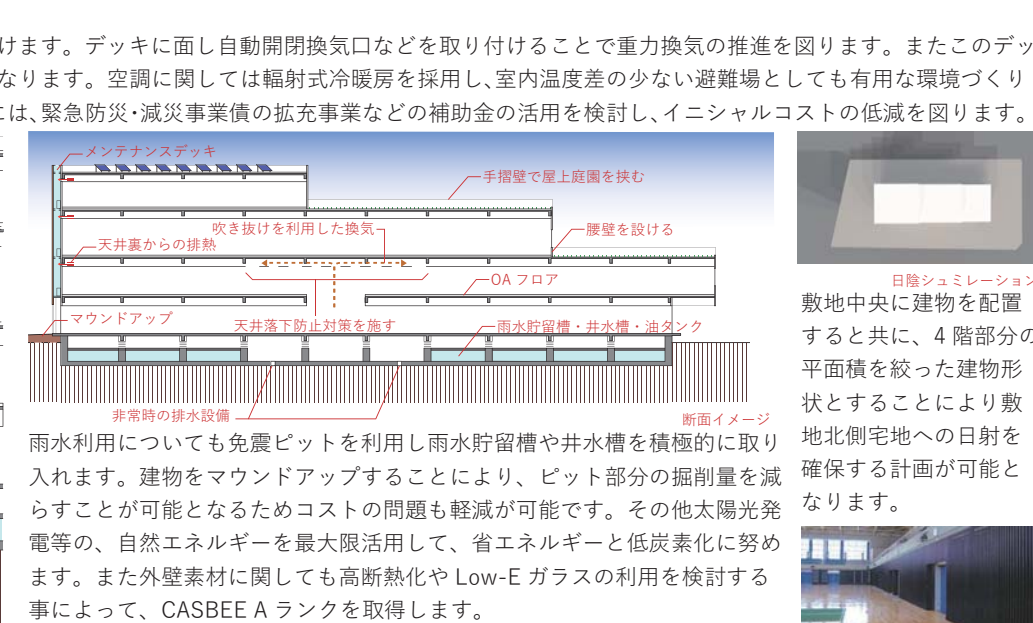 けます。デッキに面し自動開閉換気口などを取り付けることで重力換気の推進を図ります。またこのデッ
なります。空調に関しては輻射式冷暖房を採用し、室内温度差の少ない避難場としても有用な環境づくり
には、緊急防災・減災事業債の拡充事業などの補助金の活用を検討し、イニシャルコストの低減を図ります。
メンテナンスデッキ
手摺壁で屋上庭園を挟む
吹き抜けを利用した換気
腰壁を設ける
天井裏からの排熱
OA フロア
マウンドアップ
天井落下防止対策を施す
雨水貯留槽・井水槽・油タンク
非常時の排水設備
断面イメージ
雨水利用についても免震ピットを利用し雨水貯留槽や井水槽を積極的に取り
入れます。建物をマウンドアップすることにより、ピット部分の掘削量を減
らすことが可能となるためコストの問題も軽減が可能です。その他太陽光発
電等の、自然エネルギーを最大限活用して、省エネルギーと低炭素化に努め
ます。また外壁素材に関しても高断熱化や Low-E ガラスの利用を検討する
事によって、CASBEE A ランクを取得します。
日陰シュミレーション
敷地中央に建物を配置
すると共に、4 階部分の
平面積を絞った建物形
状とすることにより敷
地北側宅地への日射を
確保する計画が可能と
なります。